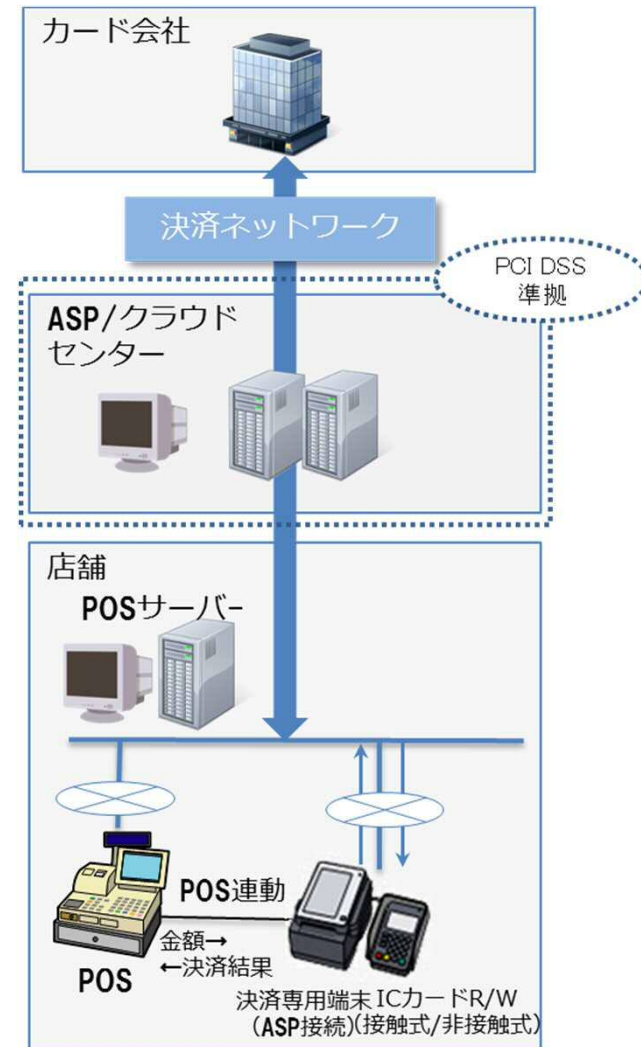 カード会社
決済ネットワーク
PCI DSS
準拠
ASP/クラウド
センター
店舗
POSサーバー
POS連動
金額→
←決済結果
POS
決済専用端末 ICカードR/W
(ASP接続)(接触式/非接触式)